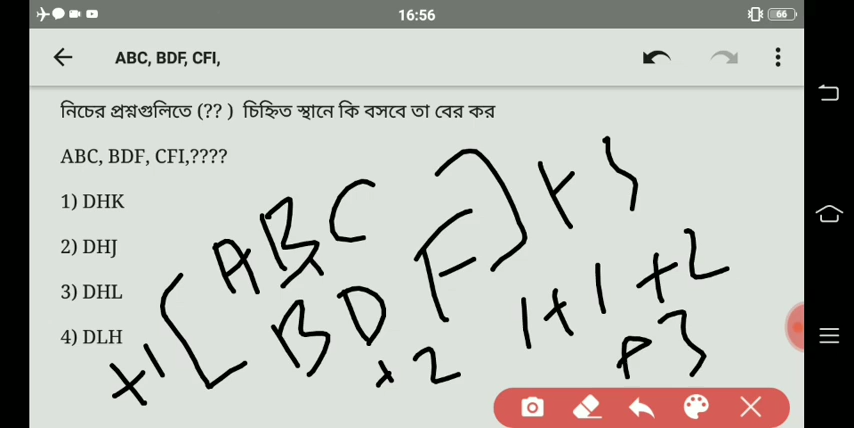 16:56
66
ABC, BDF, CFI,
নিচের প্রশ্নগুলিতে (?? ) চিহ্নিত স্থানে কি বসবে তা বের কর
ABC, BDF, CFI,????
1) DHK
2) DHJ
3) DHL
4) DLH
ABC
BDF
+1
+2
+3
1+1+2